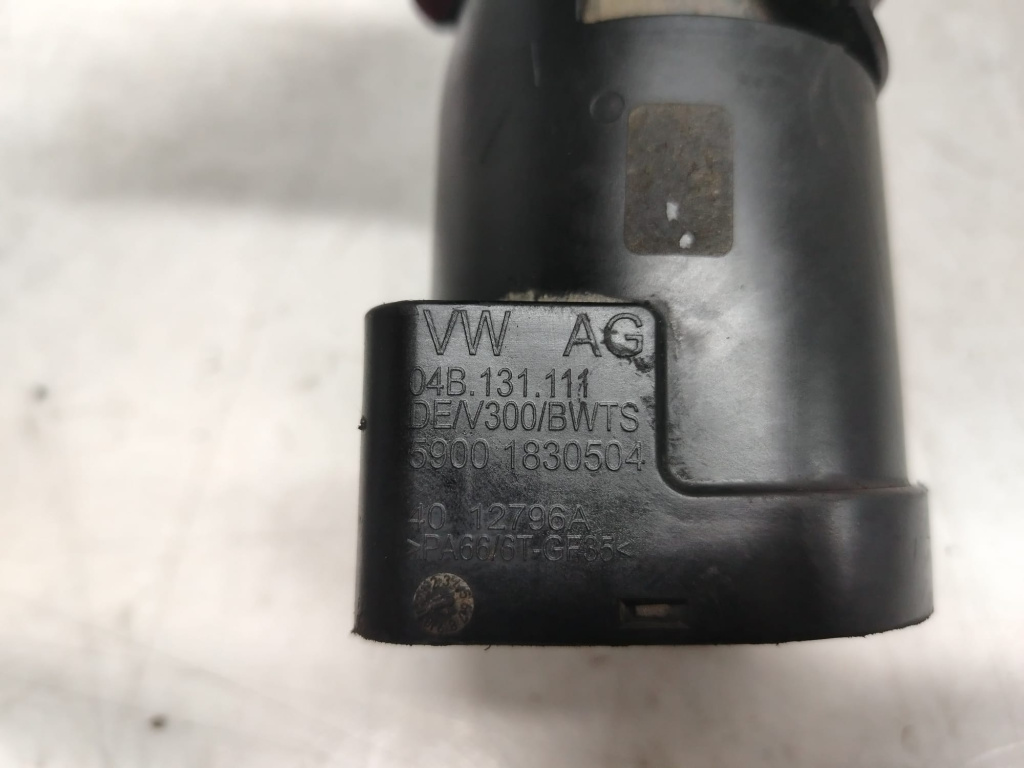 VW AG
04B.131.111
DE/V300/BWTS
5900 1830504
40 12796A
>PA66/6T-GF35<